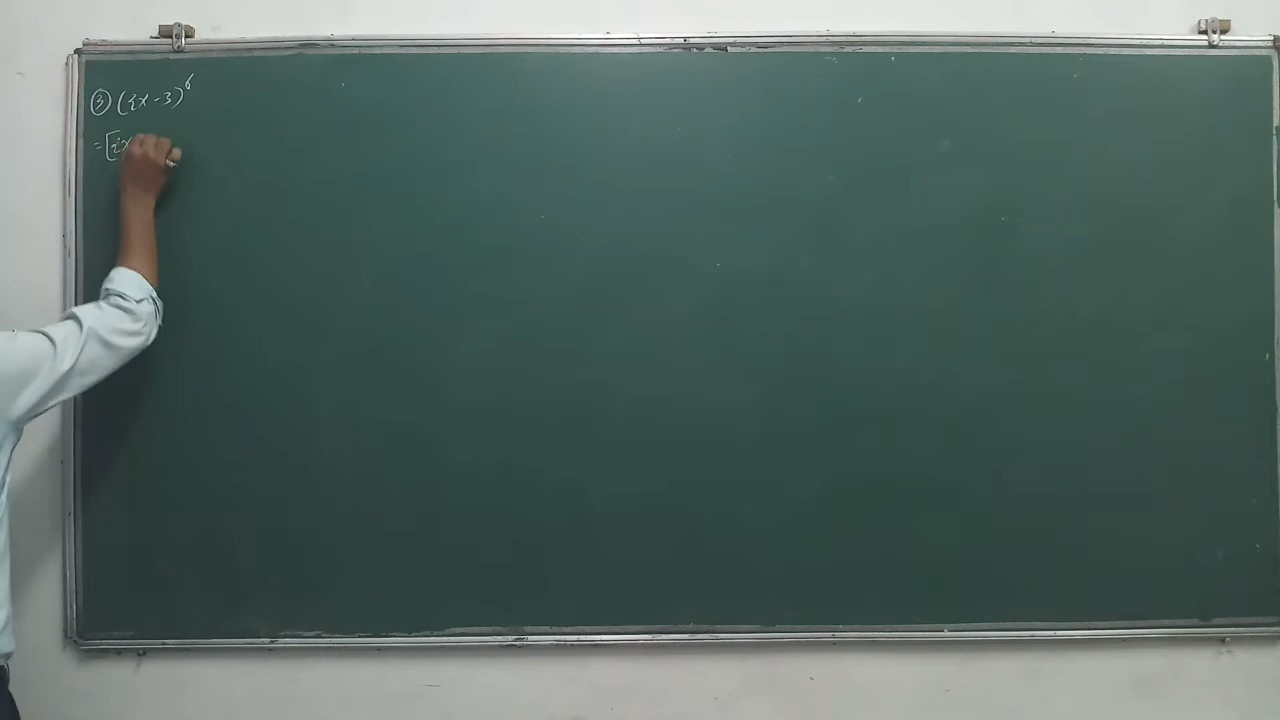 ③ (2x-3)⁶
= [2x